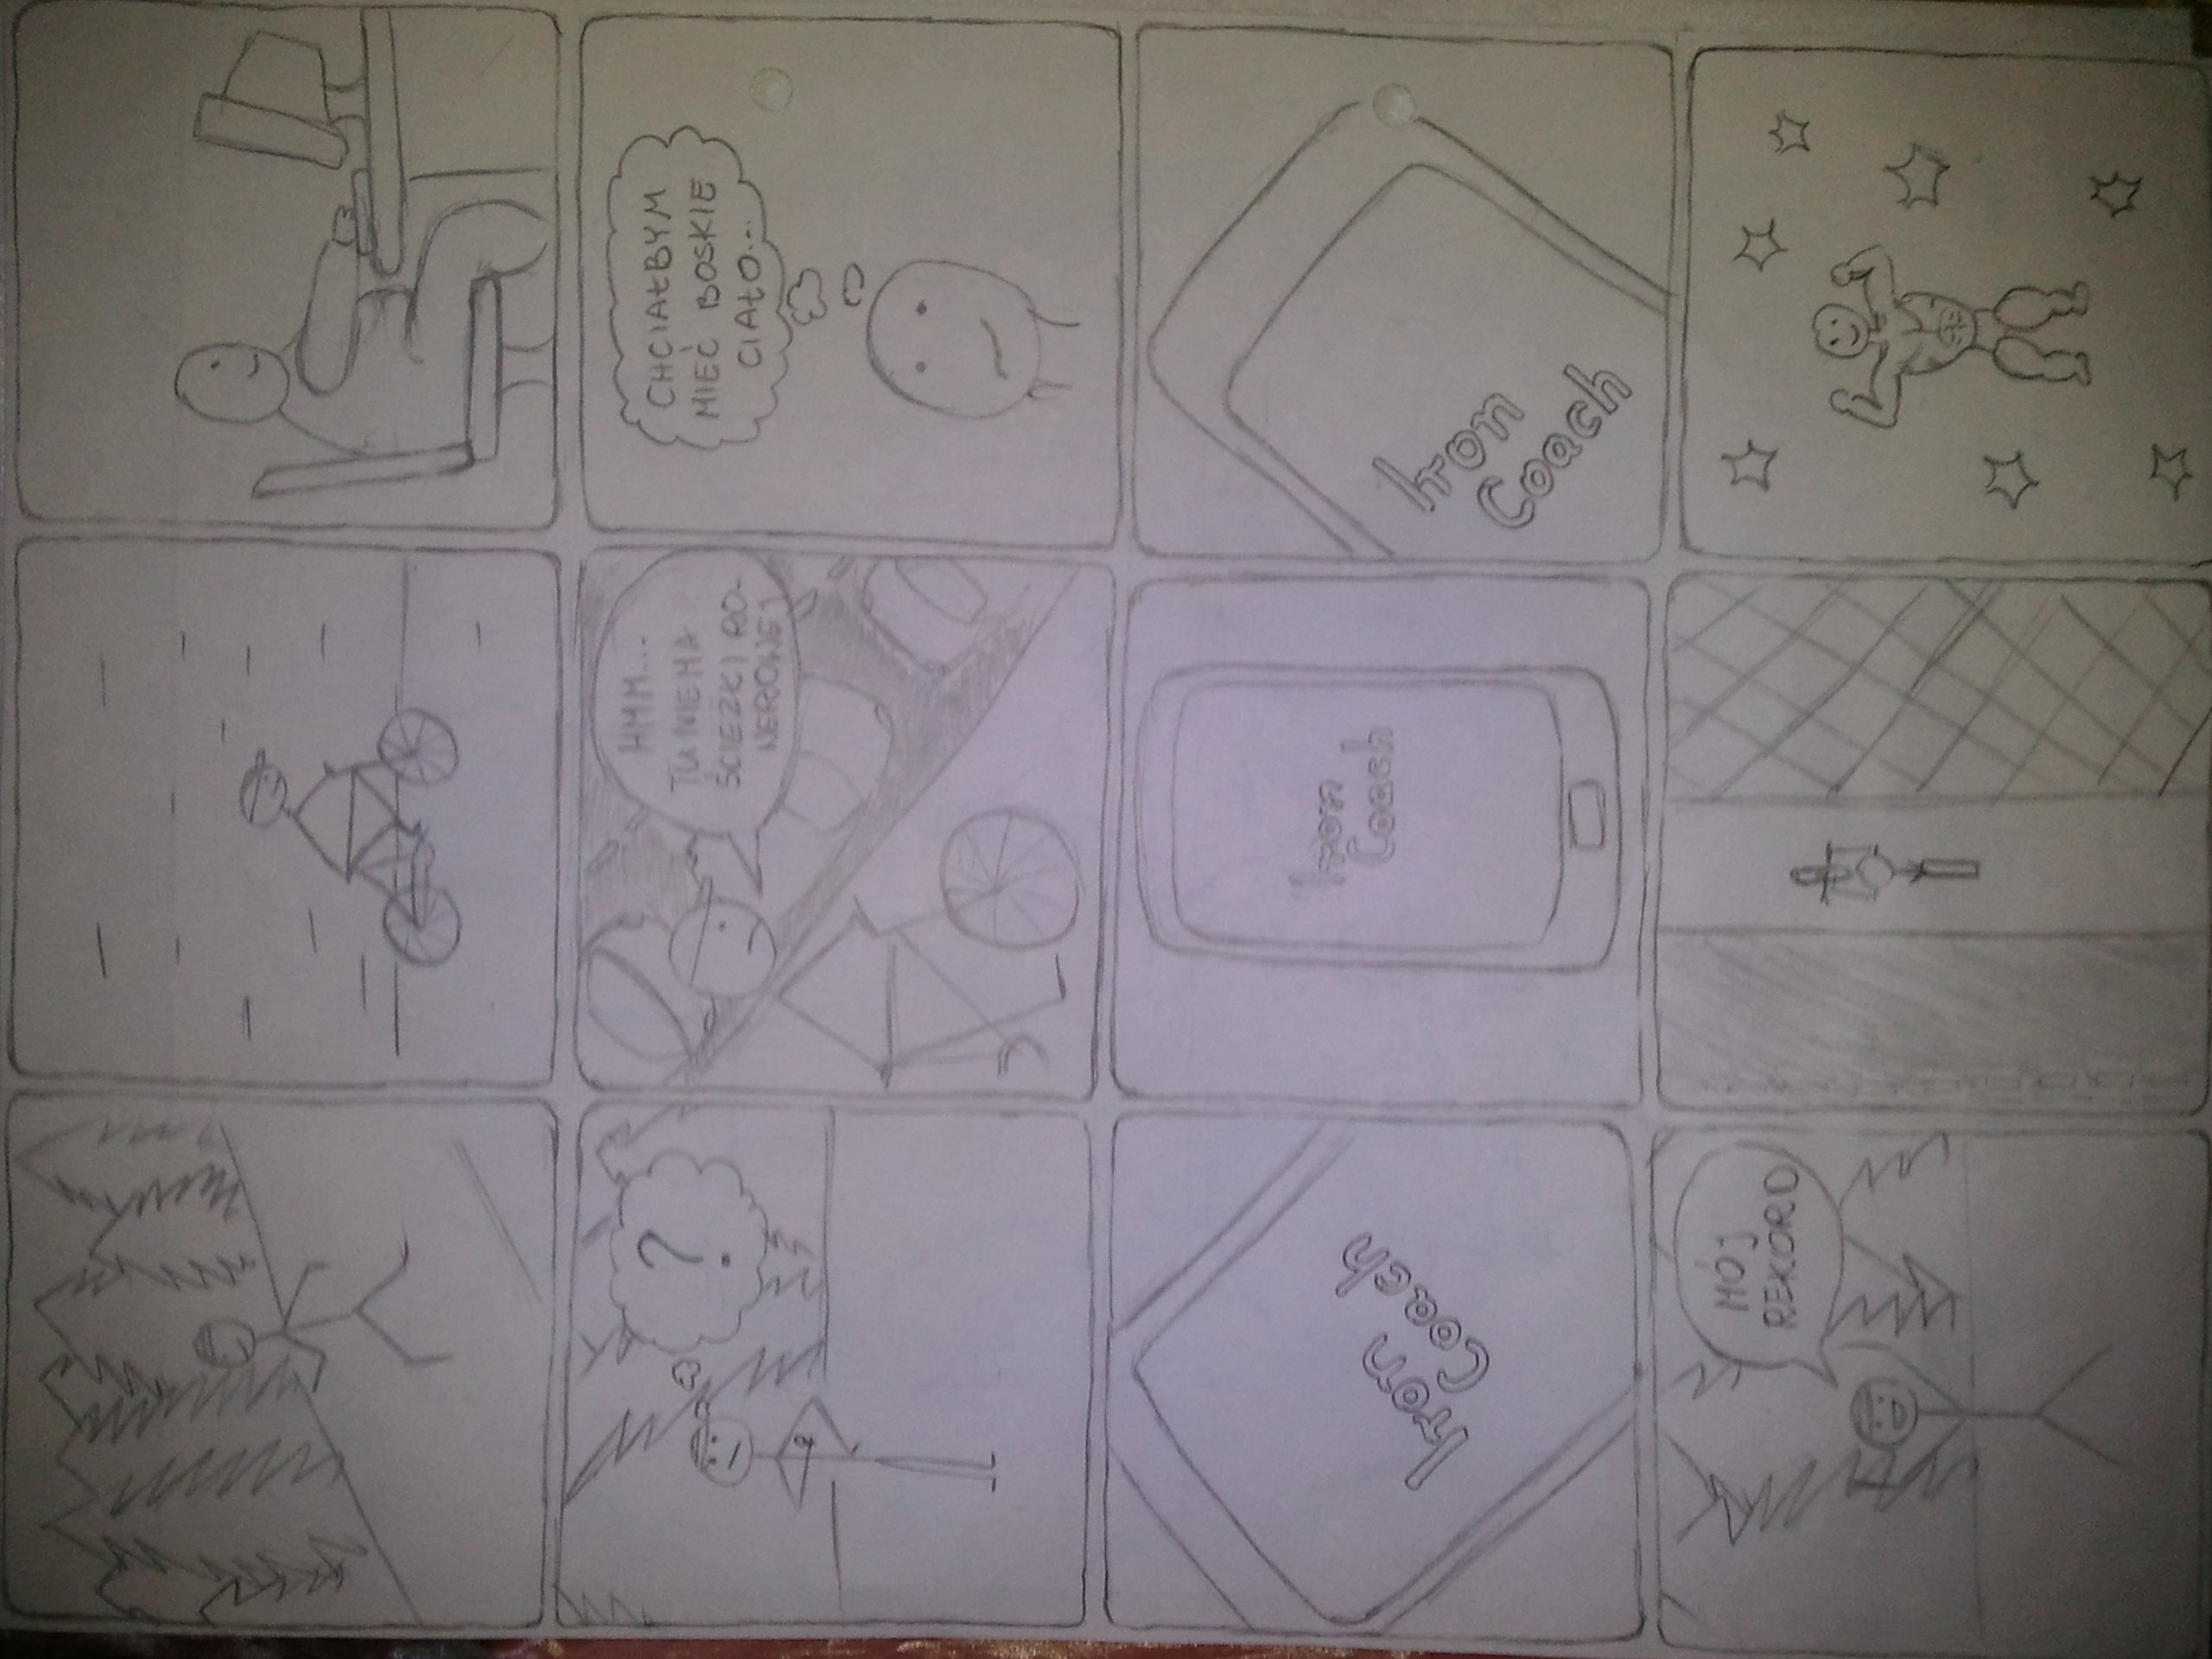 ?
HMM...
TU NIE MA
ŚCIEŻKI RO-
WEROWEJ
CHCIAŁBYM
MIEĆ BOSKIE
CIAŁO...
Iron
Coach
Iron
Coach
Iron
Coach
MÓJ
REKORD